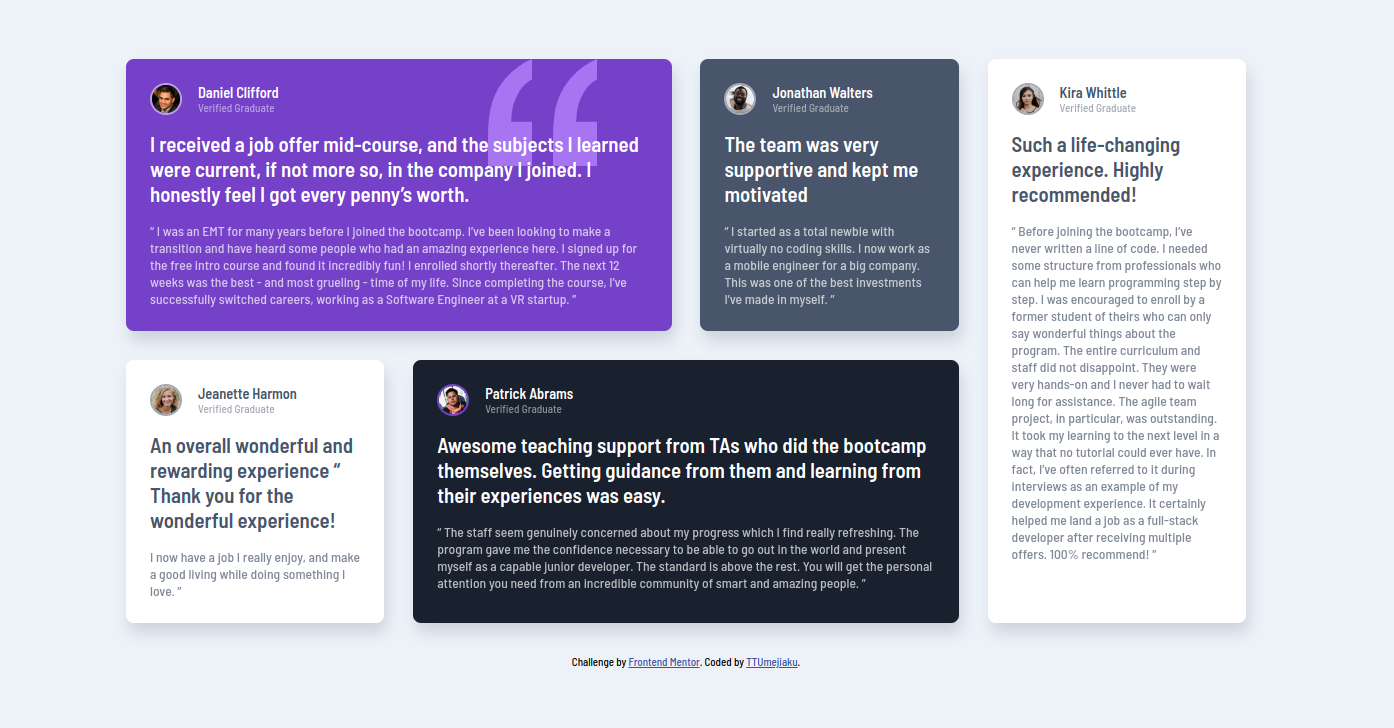 Daniel Clifford
Verified Graduate
I received a job offer mid-course, and the subjects I learned
were current, if not more so, in the company I joined. I
honestly feel I got every penny’s worth.
“ I was an EMT for many years before I joined the bootcamp. I’ve been looking to make a
transition and have heard some people who had an amazing experience here. I signed up for
the free intro course and found it incredibly fun! I enrolled shortly thereafter. The next 12
weeks was the best - and most grueling - time of my life. Since completing the course, I’ve
successfully switched careers, working as a Software Engineer at a VR startup. ”
Jonathan Walters
Verified Graduate
The team was very
supportive and kept me
motivated
“ I started as a total newbie with
virtually no coding skills. I now work as
a mobile engineer for a big company.
This was one of the best investments
I’ve made in myself. ”
Kira Whittle
Verified Graduate
Such a life-changing
experience. Highly
recommended!
“ Before joining the bootcamp, I’ve
never written a line of code. I needed
some structure from professionals who
can help me learn programming step by
step. I was encouraged to enroll by a
former student of theirs who can only
say wonderful things about the
program. The entire curriculum and
staff did not disappoint. They were
very hands-on and I never had to wait
long for assistance. The agile team
project, in particular, was outstanding.
It took my learning to the next level in a
way that no tutorial could ever have. In
fact, I’ve often referred to it during
interviews as an example of my
development experience. It certainly
helped me land a job as a full-stack
developer after receiving multiple
offers. 100% recommend! ”
Jeanette Harmon
Verified Graduate
An overall wonderful and
rewarding experience “
Thank you for the
wonderful experience!
I now have a job I really enjoy, and make
a good living while doing something I
love. ”
Patrick Abrams
Verified Graduate
Awesome teaching support from TAs who did the bootcamp
themselves. Getting guidance from them and learning from
their experiences was easy.
“ The staff seem genuinely concerned about my progress which I find really refreshing. The
program gave me the confidence necessary to be able to go out in the world and present
myself as a capable junior developer. The standard is above the rest. You will get the personal
attention you need from an incredible community of smart and amazing people. ”
Challenge by Frontend Mentor. Coded by TTUmejiaku.